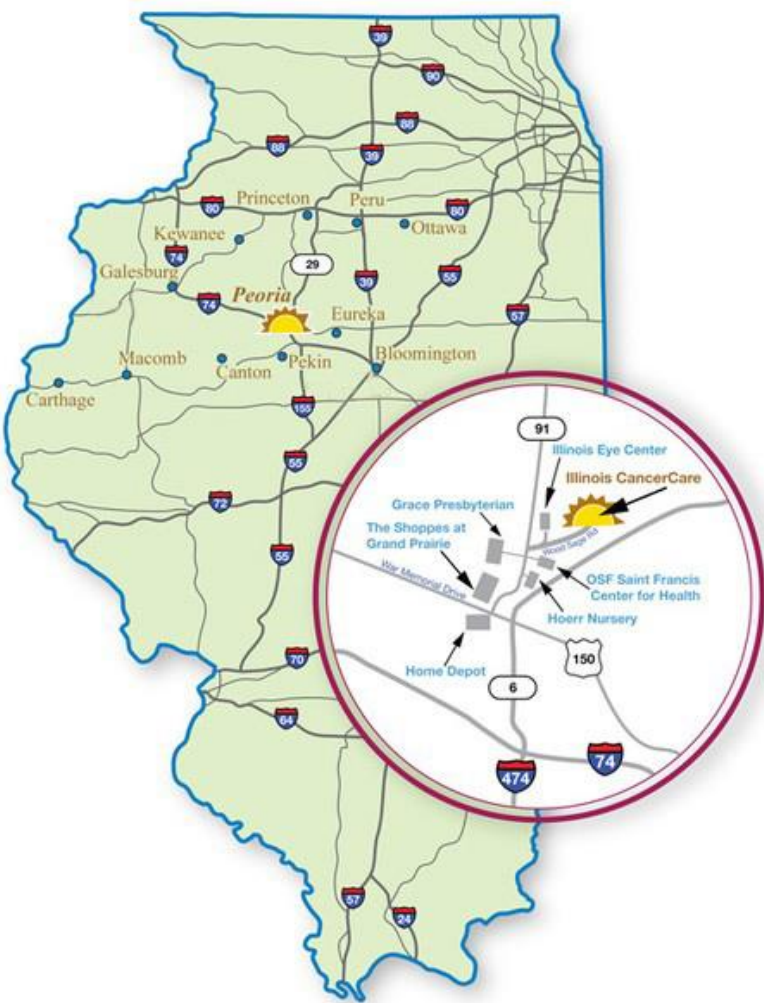 39
90
88
88
39
Princeton
Peru
80
80
Kewanee
Ottawa
74
29
Galesburg
39
55
74
Peoria
57
Eureka
Macomb
Canton
Pekin
Bloomington
Carthage
155
55
72
55
70
64
57
24
91
Illinois Eye Center
Illinois CancerCare
Grace Presbyterian
The Shoppes at
Grand Prairie
Wood Sage Rd
War Memorial Drive
OSF Saint Francis
Center for Health
Hoerr Nursery
Home Depot
150
6
474
74